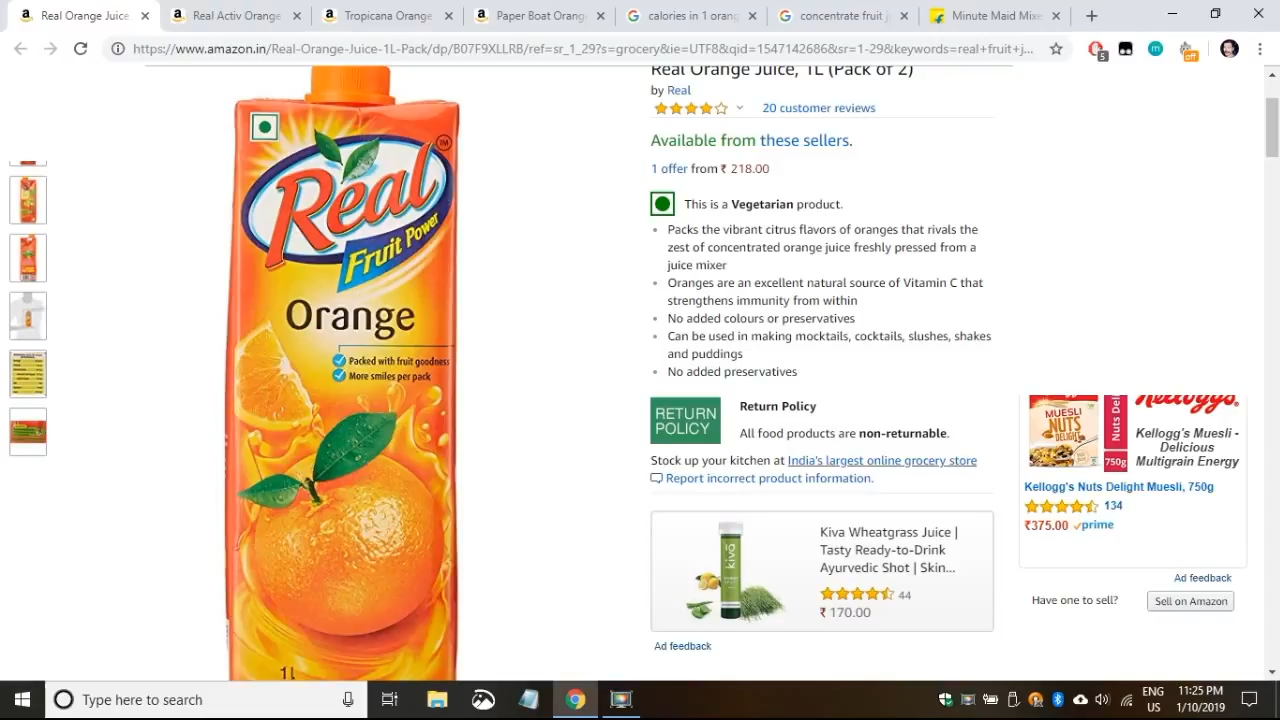 Real Orange Juice
Real Activ Orange
Tropicana Orange
Paper Boat Orang
calories in 1 orang
concentrate fruit j
Minute Maid Mixe
https://www.amazon.in/Real-Orange-Juice-1L-Pack/dp/B07F9XLLRB/ref=sr_1_29?s=grocery&ie=UTF8&qid=1547142686&sr=1-29&keywords=real+fruit+j...
5
off
Real Orange Juice, 1L (Pack of 2)
by Real
20 customer reviews
Available from these sellers.
1 offer from ₹ 218.00
This is a Vegetarian product.
Packs the vibrant citrus flavors of oranges that rivals the
zest of concentrated orange juice freshly pressed from a
juice mixer
Oranges are an excellent natural source of Vitamin C that
strengthens immunity from within
No added colours or preservatives
Can be used in making mocktails, cocktails, slushes, shakes
and puddings
No added preservatives
RETURN
POLICY
Return Policy
All food products are non-returnable.
Stock up your kitchen at India's largest online grocery store
Report incorrect product information.
Kiva Wheatgrass Juice |
Tasty Ready-to-Drink
Ayurvedic Shot | Skin...
44
₹ 170.00
kiva
Ad feedback
TM
Real
Fruit Power
Orange
Packed with fruit goodness
More smiles per pack
1L
MUESLI
NUTS
DELIGHT
Nuts Del
750g
Kellogg's
Kellogg's Muesli -
Delicious
Multigrain Energy
Kellogg's Nuts Delight Muesli, 750g
134
₹375.00 prime
Ad feedback
Have one to sell?
Sell on Amazon
Type here to search
ENG
US
11:25 PM
1/10/2019